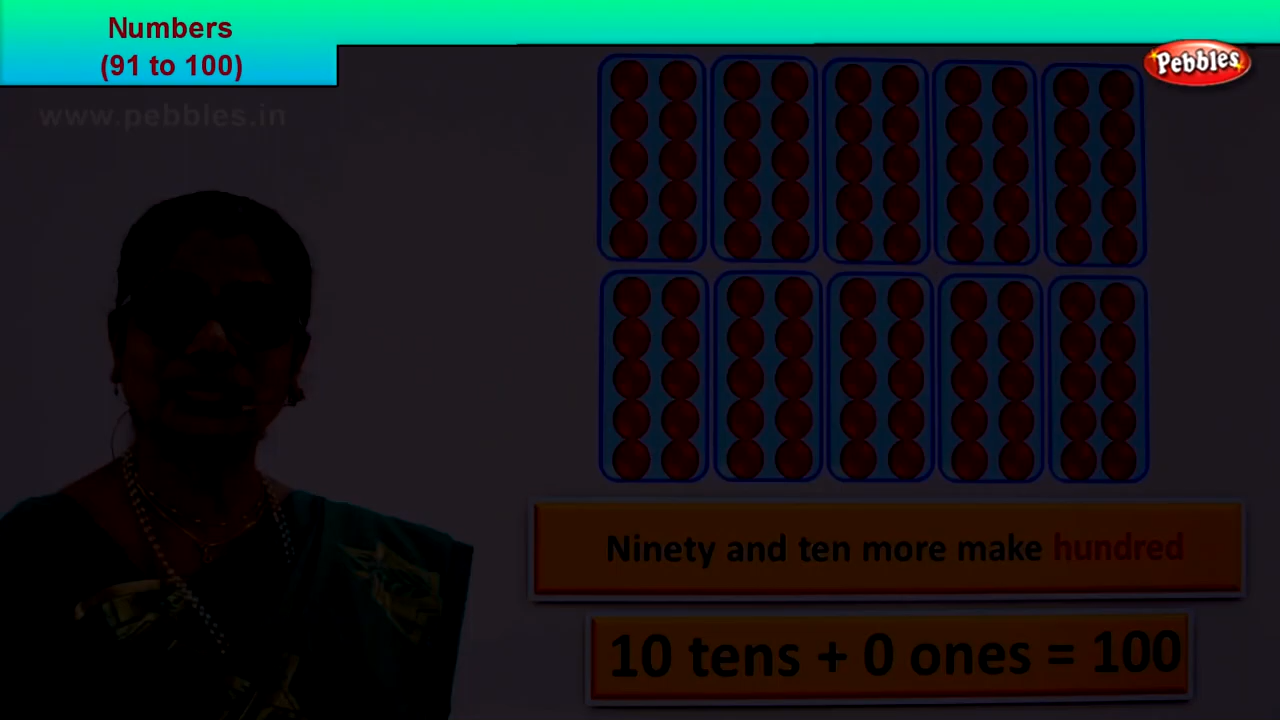 Numbers
(91 to 100)
Pebbles
www.pebbles.in
Ninety and ten more make hundred
10 tens + 0 ones = 100